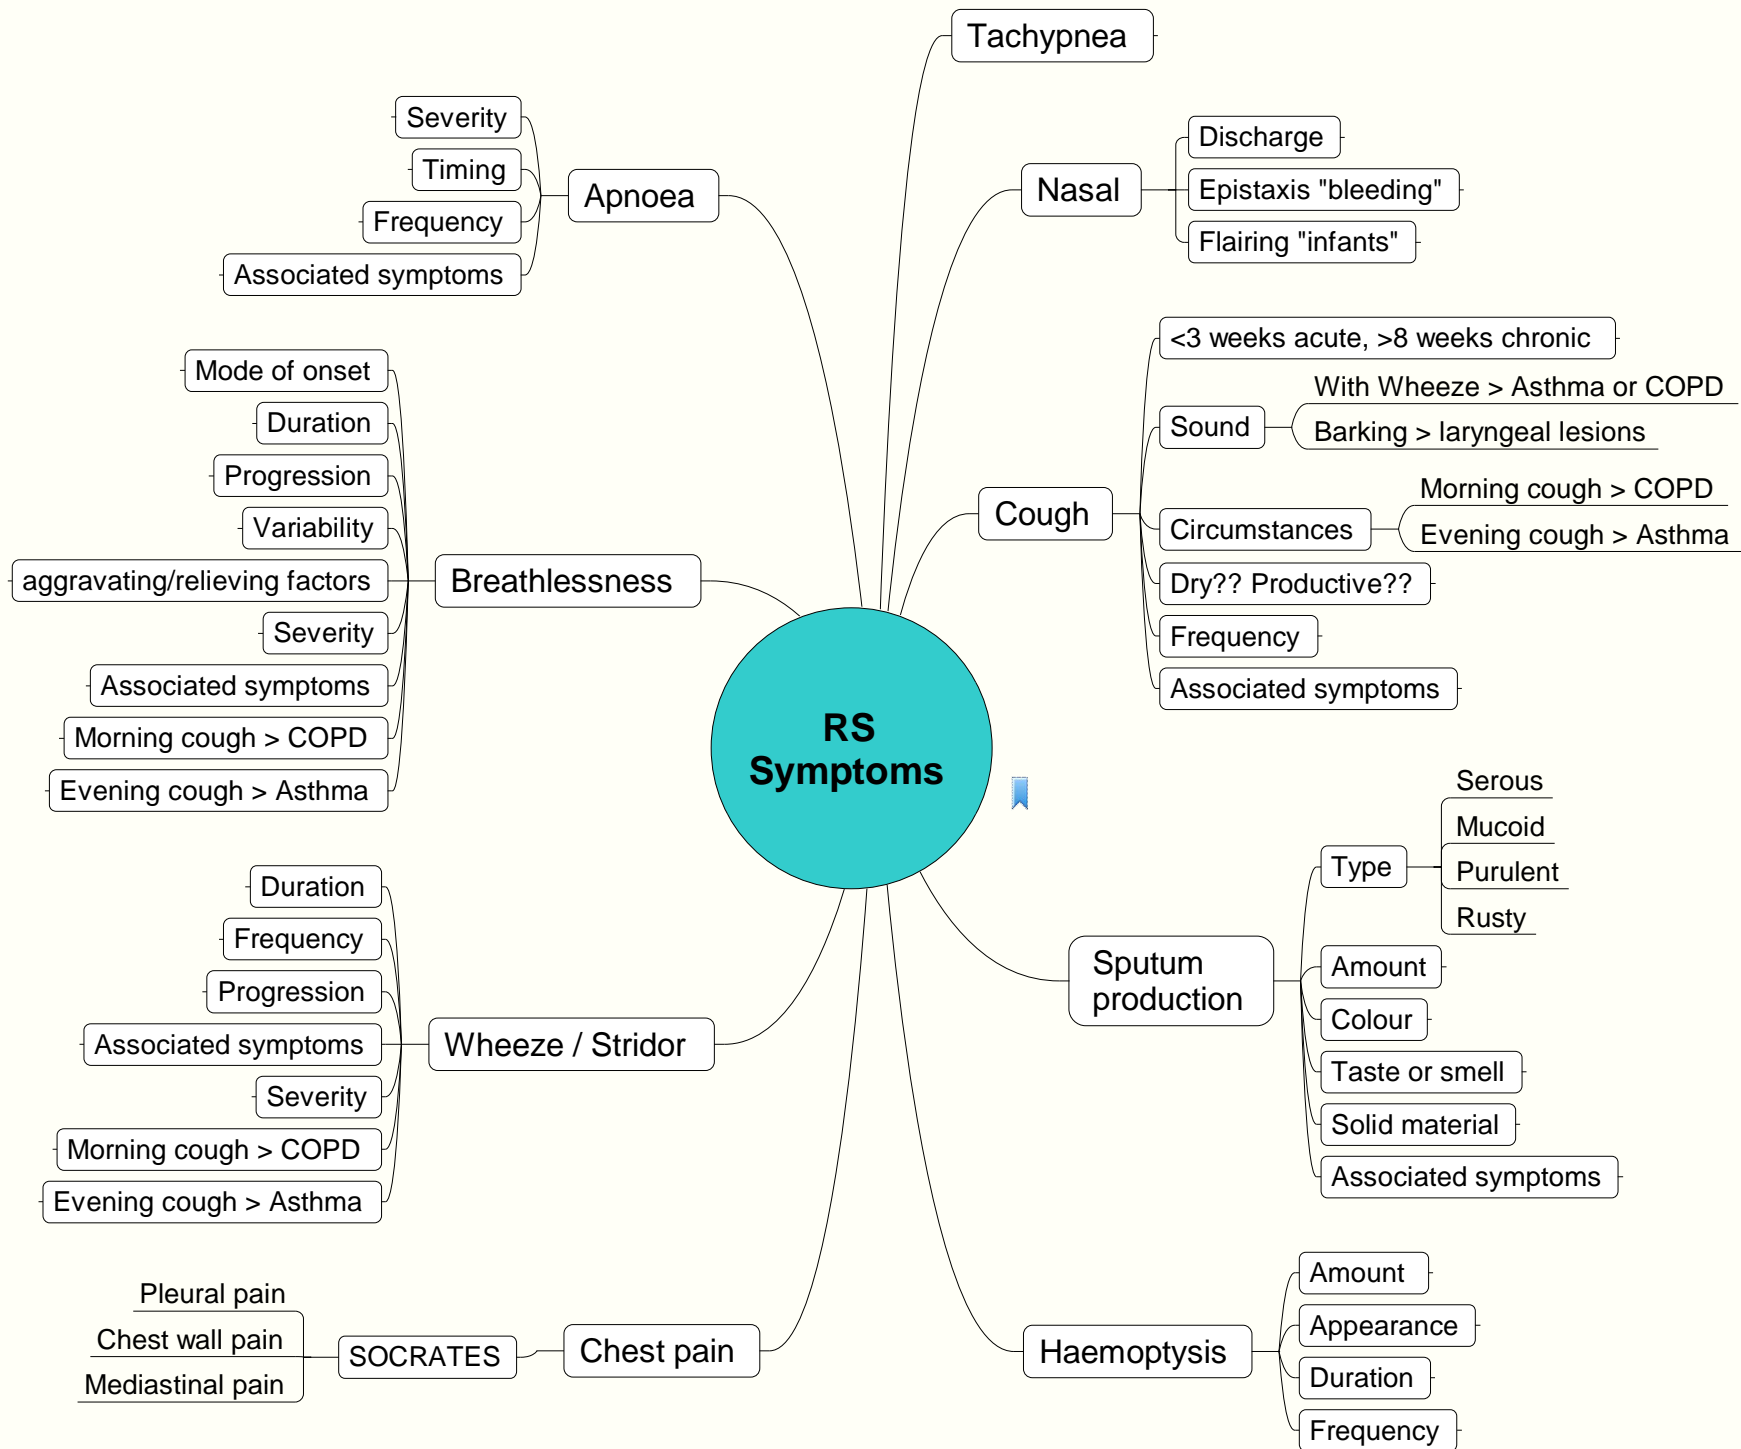 RS
Symptoms
Tachypnea
Nasal
Discharge
Epistaxis "bleeding"
Flairing "infants"
Cough
<3 weeks acute, >8 weeks chronic
Sound
With Wheeze > Asthma or COPD
Barking > laryngeal lesions
Circumstances
Morning cough > COPD
Evening cough > Asthma
Dry?? Productive??
Frequency
Associated symptoms
Sputum
production
Type
Serous
Mucoid
Purulent
Rusty
Amount
Colour
Taste or smell
Solid material
Associated symptoms
Haemoptysis
Amount
Appearance
Duration
Frequency
Apnoea
Severity
Timing
Frequency
Associated symptoms
Breathlessness
Mode of onset
Duration
Progression
Variability
aggravating/relieving factors
Severity
Associated symptoms
Morning cough > COPD
Evening cough > Asthma
Wheeze / Stridor
Duration
Frequency
Progression
Associated symptoms
Severity
Morning cough > COPD
Evening cough > Asthma
Chest pain
SOCRATES
Pleural pain
Chest wall pain
Mediastinal pain